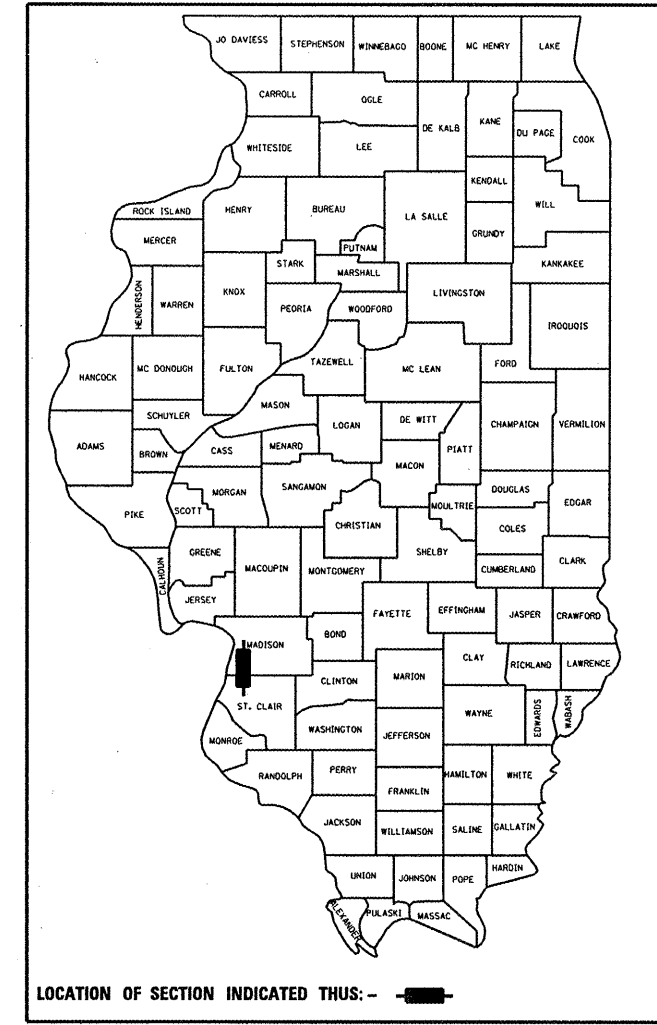 JO DAVIESS STEPHENSON WINNEBAGO BOONE MC HENRY LAKE
CARROLL OGLE DE KALB KANE DU PAGE COOK
WHITESIDE LEE KENDALL WILL
ROCK ISLAND HENRY BUREAU LA SALLE GRUNDY
MERCER PUTNAM KANKAKEE
HENDERSON WARREN KNOX STARK MARSHALL LIVINGSTON IROQUOIS
PEORIA WOODFORD
HANCOCK MC DONOUGH FULTON TAZEWELL MC LEAN FORD
SCHUYLER MASON LOGAN DE WITT CHAMPAIGN VERMILION
ADAMS BROWN CASS MENARD MACON PIATT
PIKE SCOTT MORGAN SANGAMON CHRISTIAN MOULTRIE DOUGLAS EDGAR
COLES
CALHOUN GREENE MACOUPIN MONTGOMERY SHELBY CUMBERLAND CLARK
JERSEY FAYETTE EFFINGHAM JASPER CRAWFORD
MADISON BOND CLAY RICHLAND LAWRENCE
CLINTON MARION
ST. CLAIR WAYNE EDWARDS WABASH
MONROE WASHINGTON JEFFERSON
RANDOLPH PERRY FRANKLIN HAMILTON WHITE
JACKSON WILLIAMSON SALINE GALLATIN
UNION JOHNSON POPE HARDIN
ALEXANDER PULASKI MASSAC
LOCATION OF SECTION INDICATED THUS: -